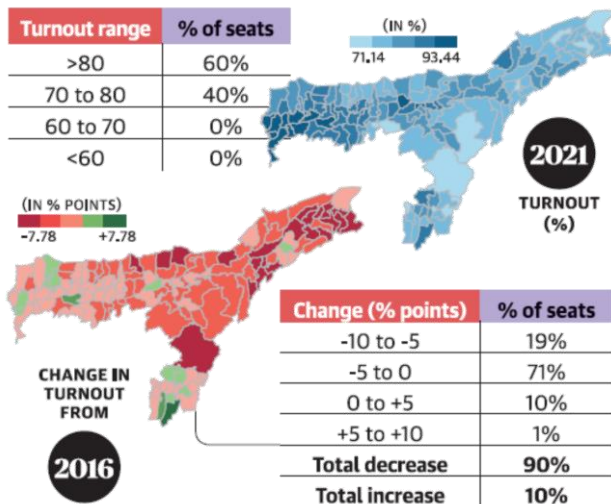 Turnout range % of seats
>80 60%
70 to 80 40%
60 to 70 0%
<60 0%
(IN %)
71.14 93.44
2021
TURNOUT
(%)
(IN % POINTS)
-7.78 +7.78
CHANGE IN
TURNOUT
FROM
2016
Change (% points) % of seats
-10 to -5 19%
-5 to 0 71%
0 to +5 10%
+5 to +10 1%
Total decrease 90%
Total increase 10%